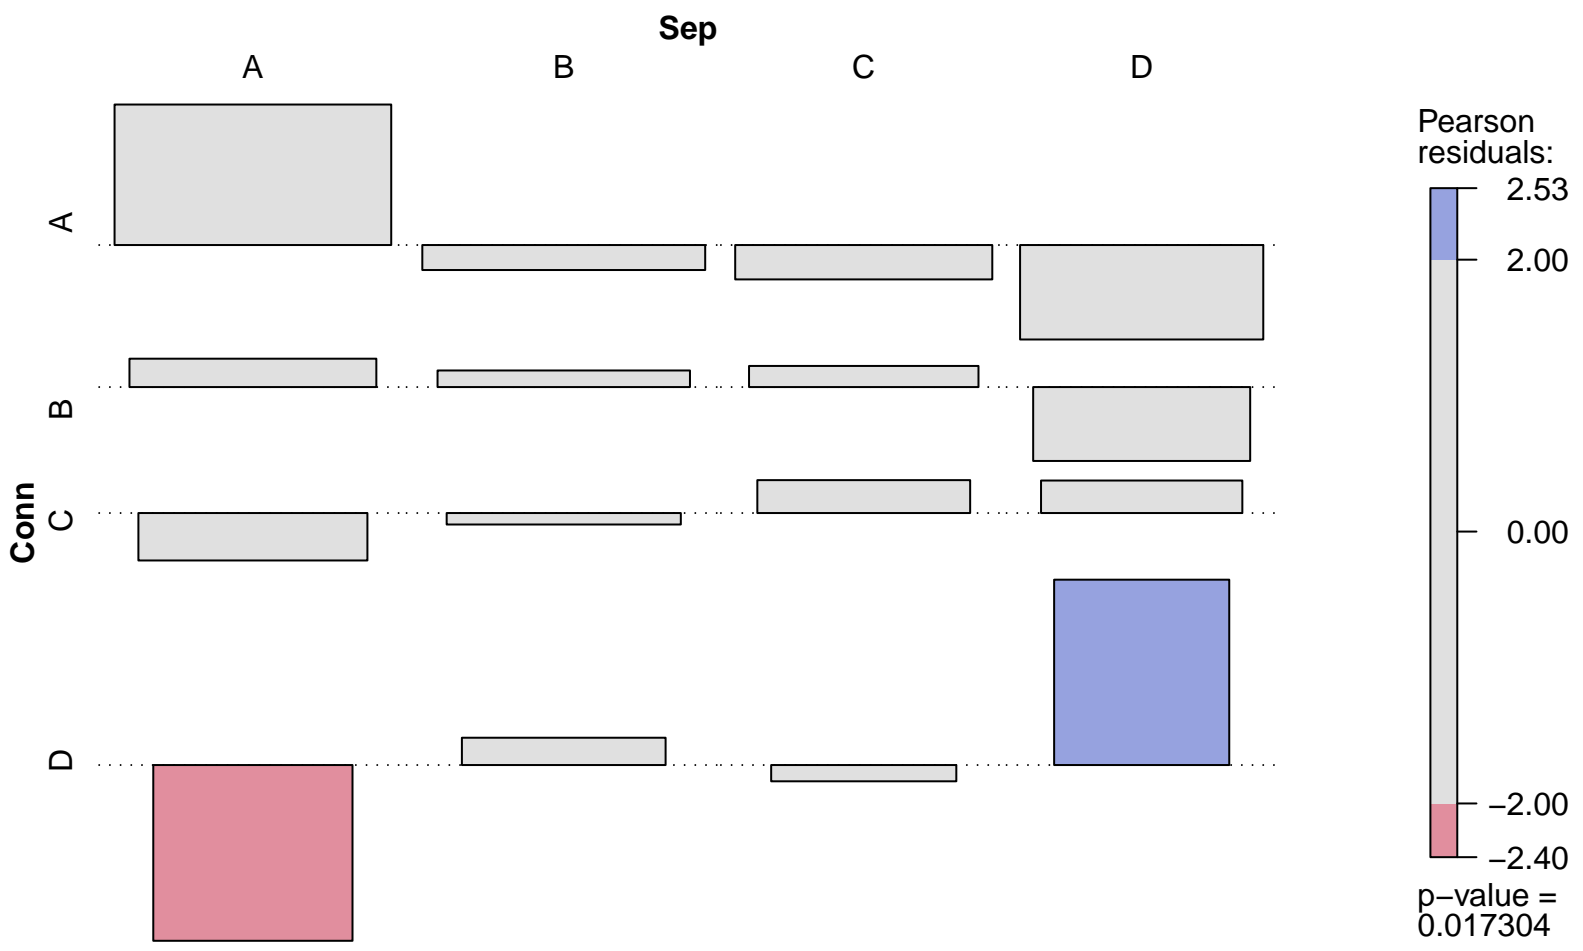 Sep
A B C D
A
B
C
D
Conn
Pearson
residuals:
2.53
2.00
0.00
−2.00
−2.40
p−value =
0.017304